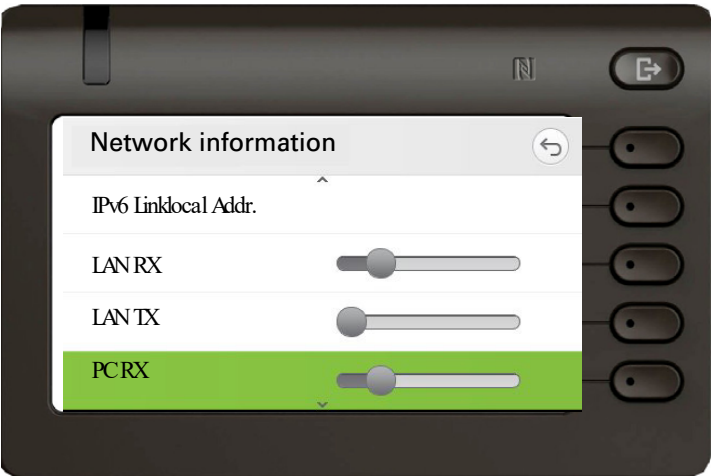 Network information
IPv6 Linklocal Addr.
LAN RX
LAN TX
PC RX